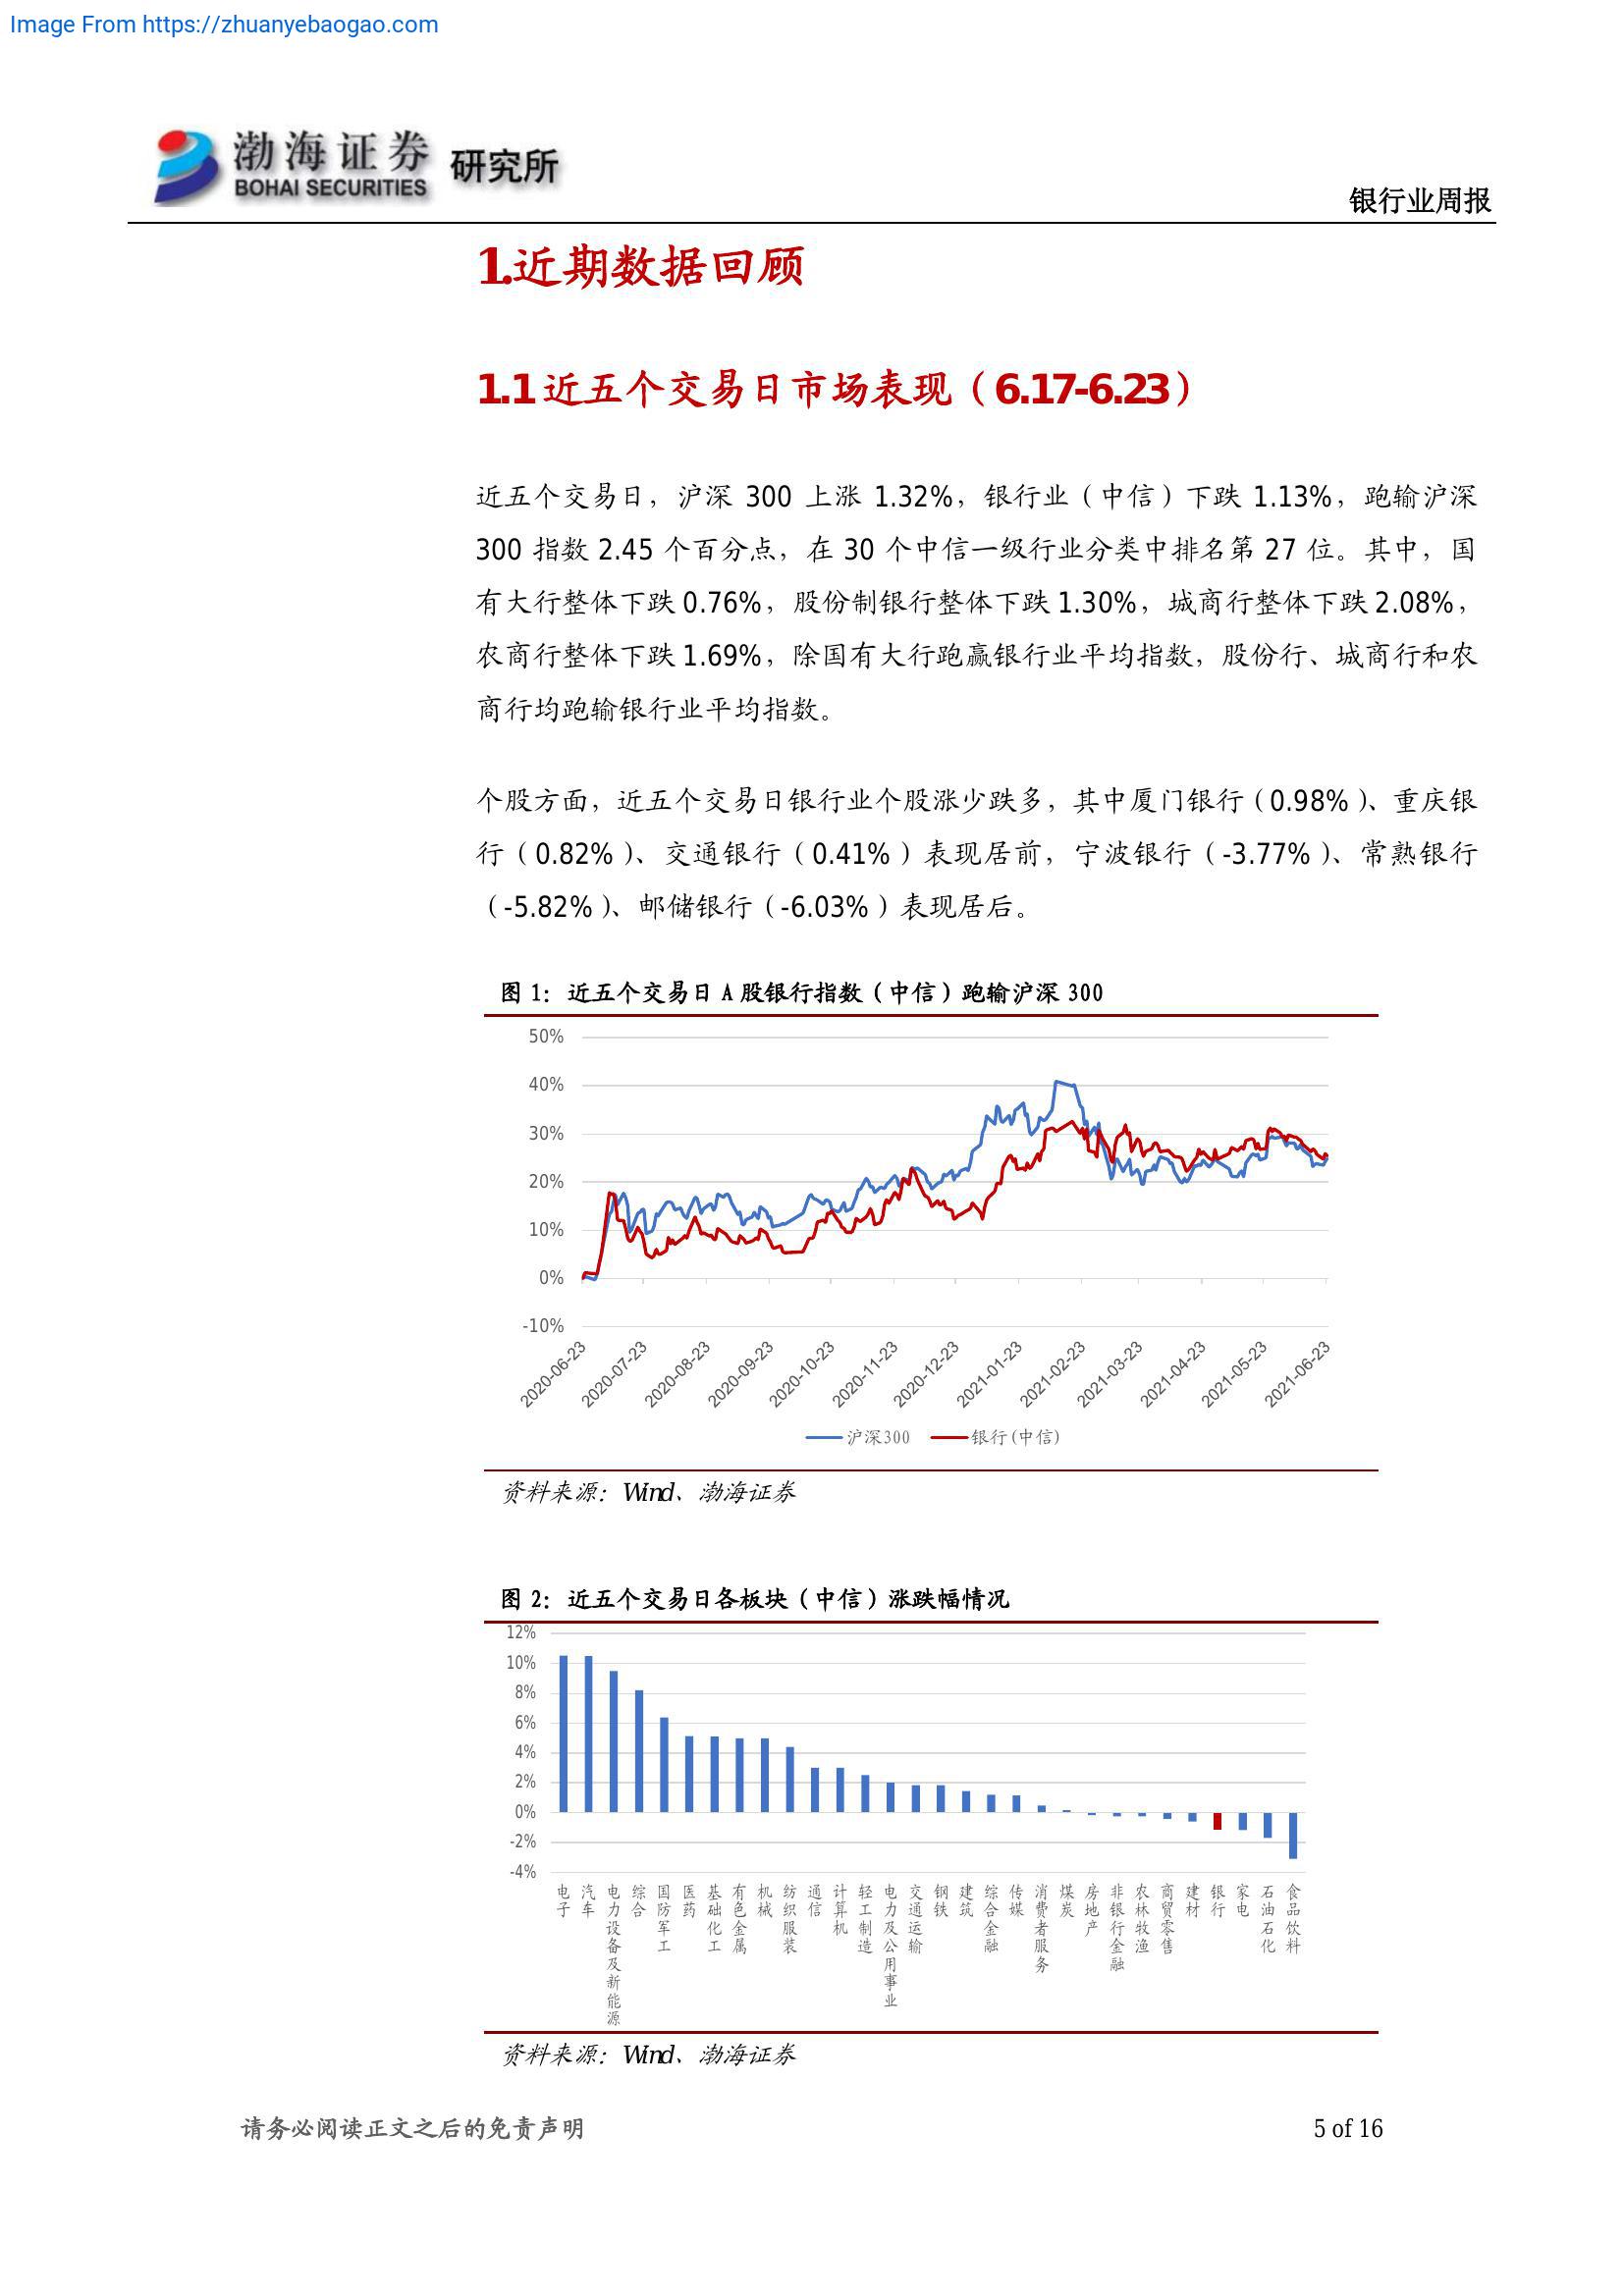 Image From https://zhuanyebaogao.com
渤海证券
BOHAI SECURITIES
研究所
银行业周报
1.近期数据回顾
1.1 近五个交易日市场表现（6.17-6.23）
近五个交易日，沪深 300 上涨 1.32%，银行业（中信）下跌 1.13%，跑输沪深
300 指数 2.45 个百分点，在 30 个中信一级行业分类中排名第 27 位。其中，国
有大行整体下跌 0.76%，股份制银行整体下跌 1.30%，城商行整体下跌 2.08%，
农商行整体下跌 1.69%，除国有大行跑赢银行业平均指数，股份行、城商行和农
商行均跑输银行业平均指数。
个股方面，近五个交易日银行业个股涨少跌多，其中厦门银行（0.98%）、重庆银
行（0.82%）、交通银行（0.41%）表现居前，宁波银行（-3.77%）、常熟银行
（-5.82%）、邮储银行（-6.03%）表现居后。
图 1：近五个交易日 A 股银行指数（中信）跑输沪深 300
50%
40%
30%
20%
10%
0%
-10%
2020-06-23
2020-07-23
2020-08-23
2020-09-23
2020-10-23
2020-11-23
2020-12-23
2021-01-23
2021-02-23
2021-03-23
2021-04-23
2021-05-23
2021-06-23
沪深300
银行(中信)
资料来源：Wind、渤海证券
图 2：近五个交易日各板块（中信）涨跌幅情况
12%
10%
8%
6%
4%
2%
0%
-2%
-4%
电子
汽车
电力设备及新能源
综合
国防军工
医药
基础化工
有色金属
机械
纺织服装
通信
计算机
轻工制造
电力及公用事业
交通运输
钢铁
建筑
综合金融
传媒
消费者服务
煤炭
房地产
非银行金融
农林牧渔
商贸零售
建材
银行
家电
石油石化
食品饮料
资料来源：Wind、渤海证券
请务必阅读正文之后的免责声明
5 of 16